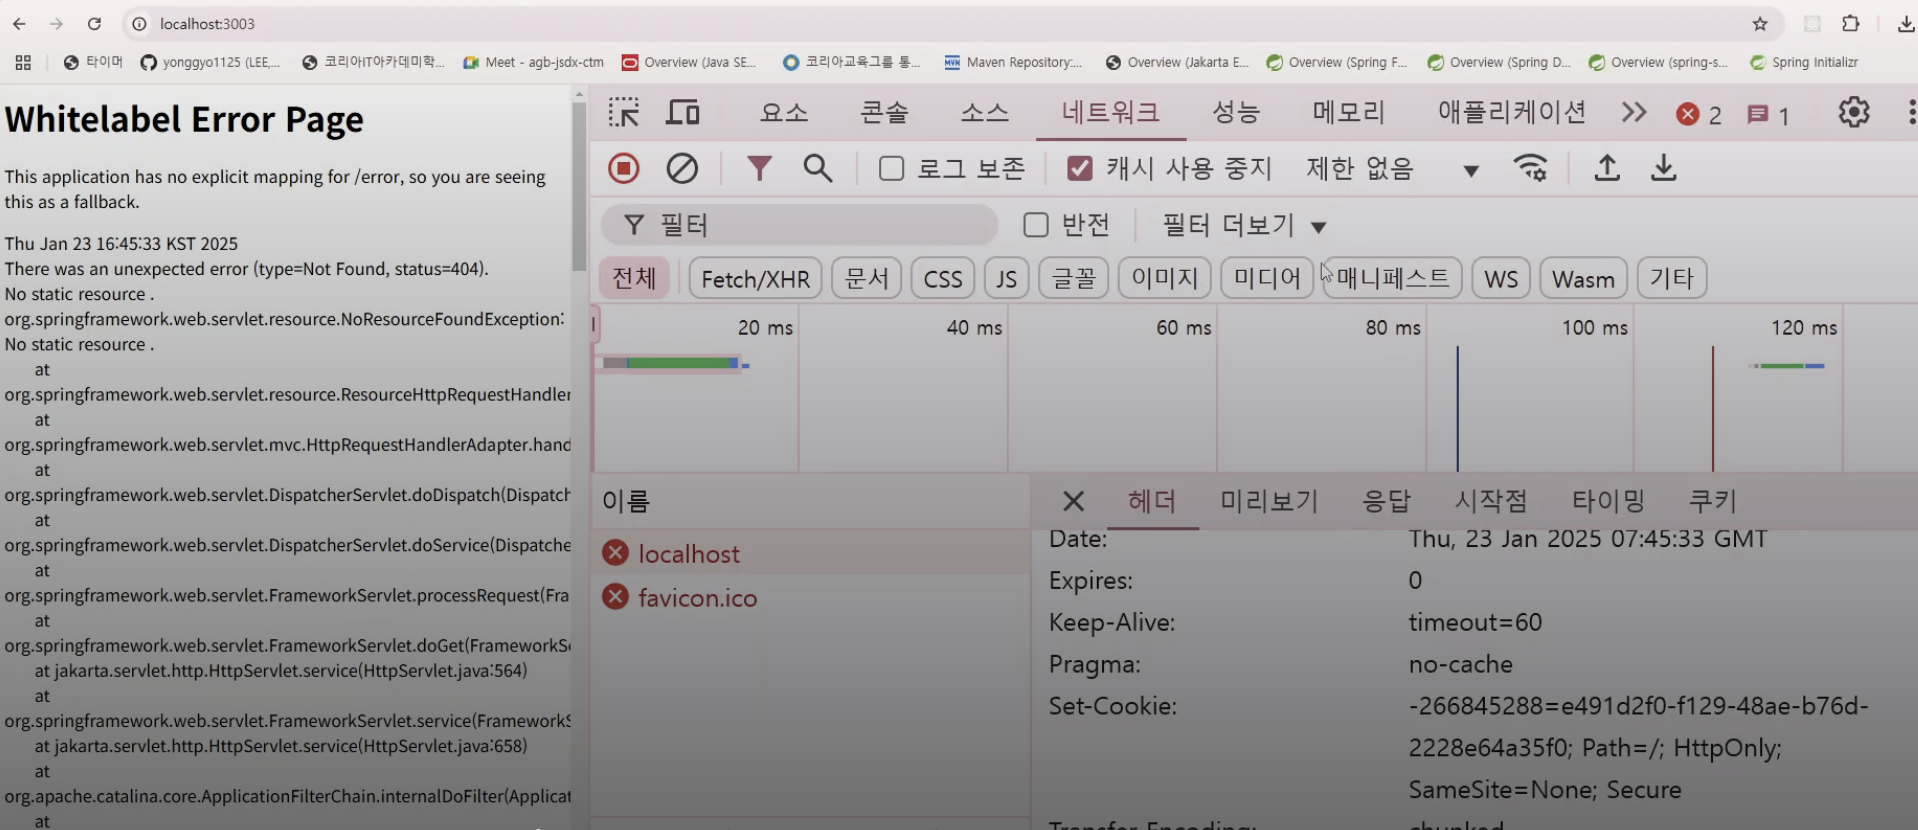 localhost:3003
타이머
yonggyo1125 (LEE,...
코리아IT아카데미학...
Meet - agb-jsdx-ctm
Overview (Java SE...
코리아교육그룹 통...
Maven Repository:...
Overview (Jakarta E...
Overview (Spring F...
Overview (Spring D...
Overview (spring-s...
Spring Initializr
Whitelabel Error Page
This application has no explicit mapping for /error, so you are seeing
this as a fallback.
Thu Jan 23 16:45:33 KST 2025
There was an unexpected error (type=Not Found, status=404).
No static resource .
org.springframework.web.servlet.resource.NoResourceFoundException:
No static resource .
at
org.springframework.web.servlet.resource.ResourceHttpRequestHandler
at
org.springframework.web.servlet.mvc.HttpRequestHandlerAdapter.hand
at
org.springframework.web.servlet.DispatcherServlet.doDispatch(Dispatch
at
org.springframework.web.servlet.DispatcherServlet.doService(Dispatche
at
org.springframework.web.servlet.FrameworkServlet.processRequest(Fra
at
org.springframework.web.servlet.FrameworkServlet.doGet(FrameworkSe
at jakarta.servlet.http.HttpServlet.service(HttpServlet.java:564)
at
org.springframework.web.servlet.FrameworkServlet.service(FrameworkS
at jakarta.servlet.http.HttpServlet.service(HttpServlet.java:658)
at
org.apache.catalina.core.ApplicationFilterChain.internalDoFilter(Applicat
at
요소 콘솔 소스 네트워크 성능 메모리 애플리케이션 2 1
로그 보존 캐시 사용 중지 제한 없음
필터 반전 필터 더보기
전체 Fetch/XHR 문서 CSS JS 글꼴 이미지 미디어 매니페스트 WS Wasm 기타
20 ms 40 ms 60 ms 80 ms 100 ms 120 ms
이름
localhost
favicon.ico
헤더 미리보기 응답 시작점 타이밍 쿠키
Date: Thu, 23 Jan 2025 07:45:33 GMT
Expires: 0
Keep-Alive: timeout=60
Pragma: no-cache
Set-Cookie: -266845288=e491d2f0-f129-48ae-b76d-
2228e64a35f0; Path=/; HttpOnly;
SameSite=None; Secure
Transfer-Encoding: chunked